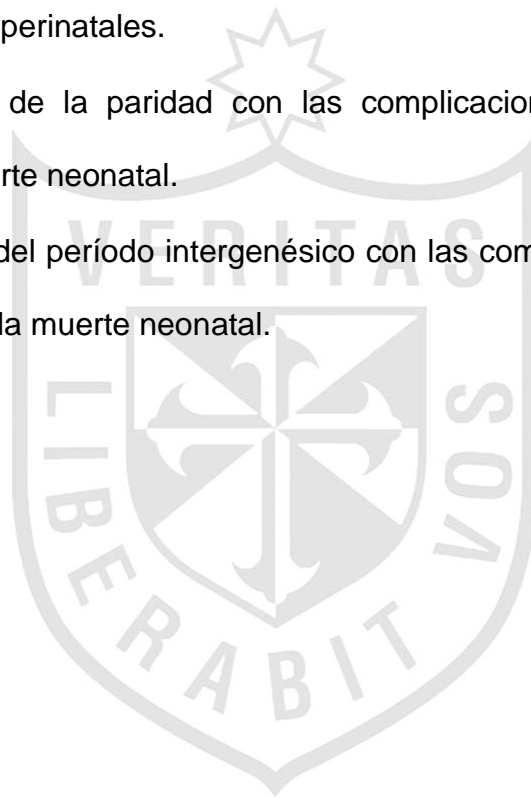 perinatales.
de la paridad con las complicacion
rte neonatal.
del período intergenésico con las com
la muerte neonatal.
VERITAS
LIBERABIT
VOS